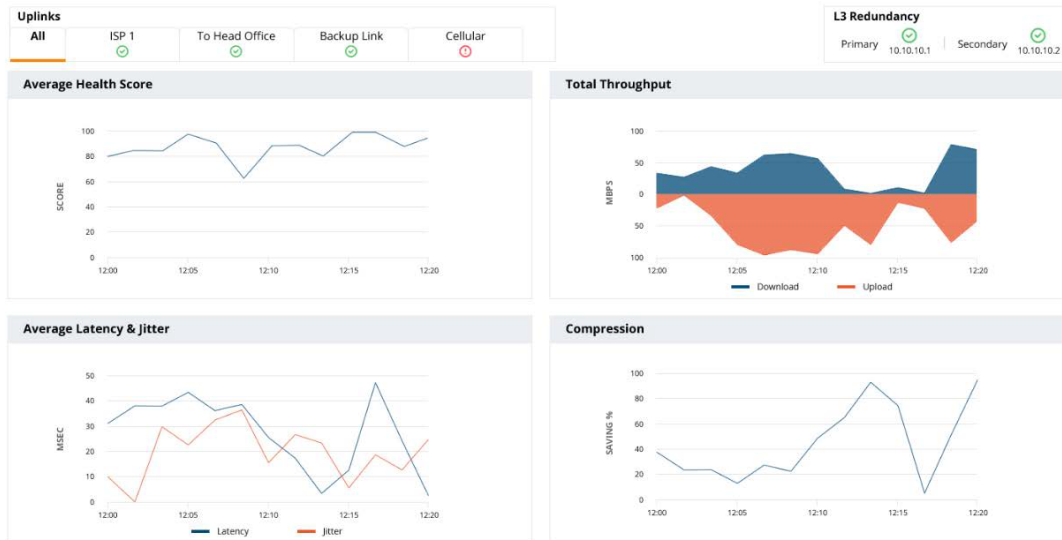 Uplinks
All ISP 1 To Head Office Backup Link Cellular
L3 Redundancy
Primary 10.10.10.1 Secondary 10.10.10.2
Average Health Score
100
80
60
40
20
0
SCORE
12:00 12:05 12:10 12:15 12:20
Total Throughput
100
50
0
50
100
MBPS
12:00 12:05 12:10 12:15 12:20
Download Upload
Average Latency & Jitter
50
40
30
20
10
0
MSEC
12:00 12:05 12:10 12:15 12:20
Latency Jitter
Compression
100
80
60
40
20
0
SAVING %
12:00 12:05 12:10 12:15 12:20